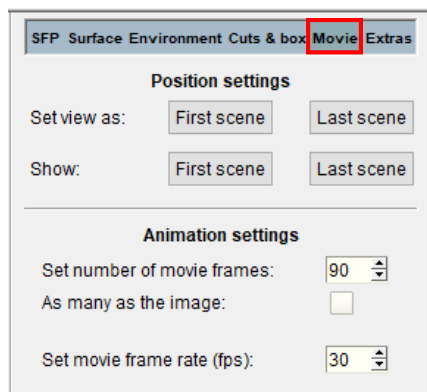 SFP Surface Environment Cuts & box Movie Extras
Position settings
Set view as: First scene Last scene
Show: First scene Last scene
Animation settings
Set number of movie frames: 90
As many as the image:
Set movie frame rate (fps): 30